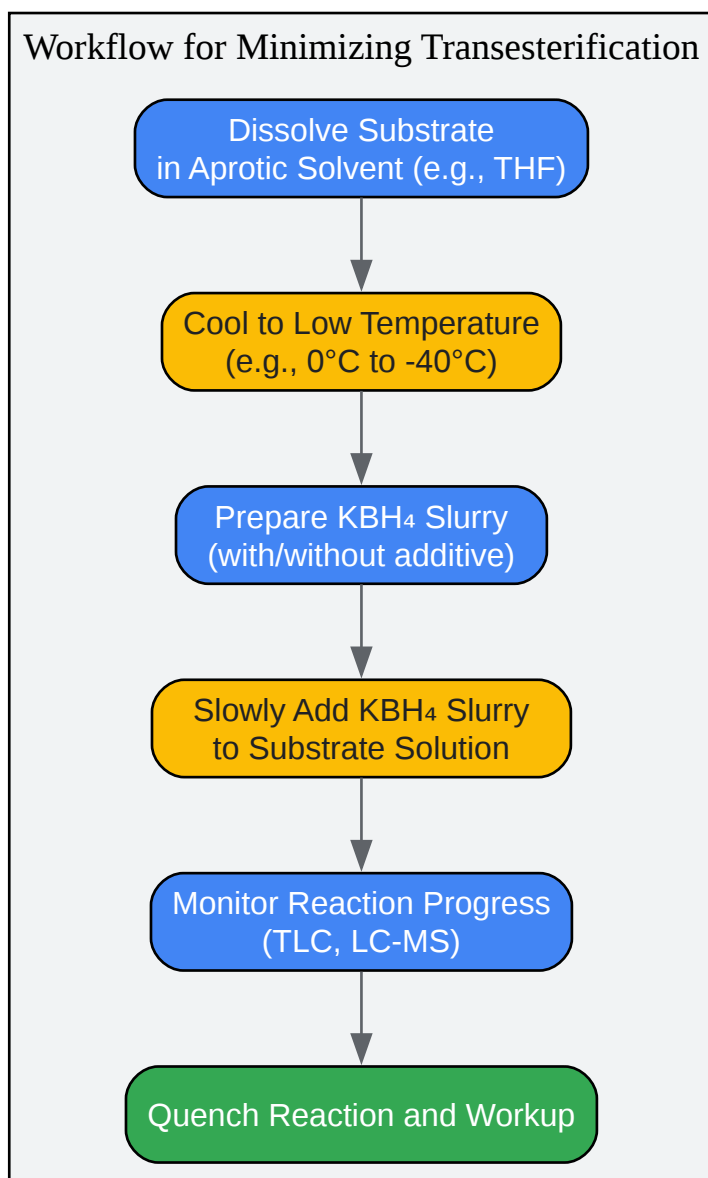 Workflow for Minimizing Transesterification
Dissolve Substrate
in Aprotic Solvent (e.g., THF)
Cool to Low Temperature
(e.g., 0°C to -40°C)
Prepare KBH₄ Slurry
(with/without additive)
Slowly Add KBH₄ Slurry
to Substrate Solution
Monitor Reaction Progress
(TLC, LC-MS)
Quench Reaction and Workup